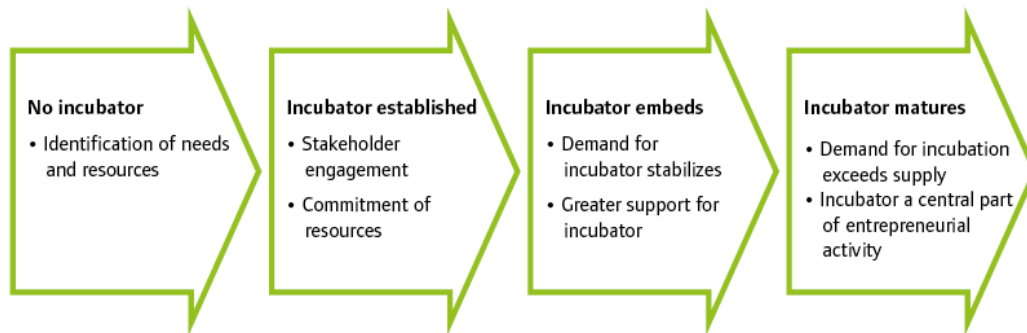 No incubator
• Identification of needs
and resources
Incubator established
• Stakeholder
engagement
• Commitment of
resources
Incubator embeds
• Demand for
incubator stabilizes
• Greater support for
incubator
Incubator matures
• Demand for incubation
exceeds supply
• Incubator a central part
of entrepreneurial
activity